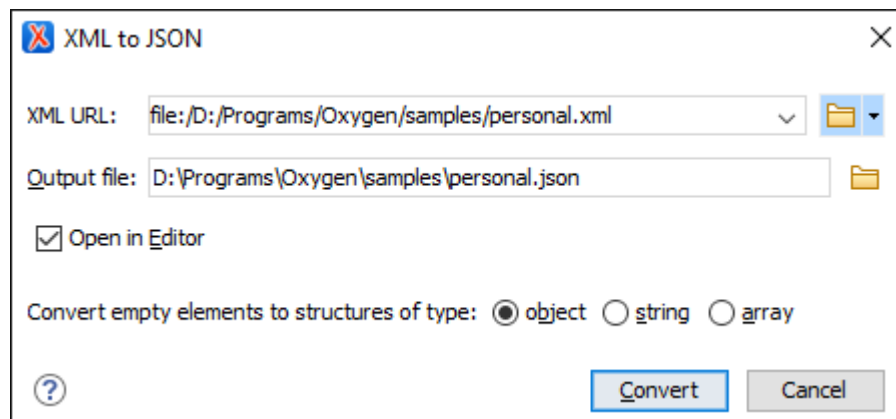 XML to JSON
XML URL: file:/D:/Programs/Oxygen/samples/personal.xml
Output file: D:\Programs\Oxygen\samples\personal.json
Open in Editor
Convert empty elements to structures of type: object string array
? Convert Cancel